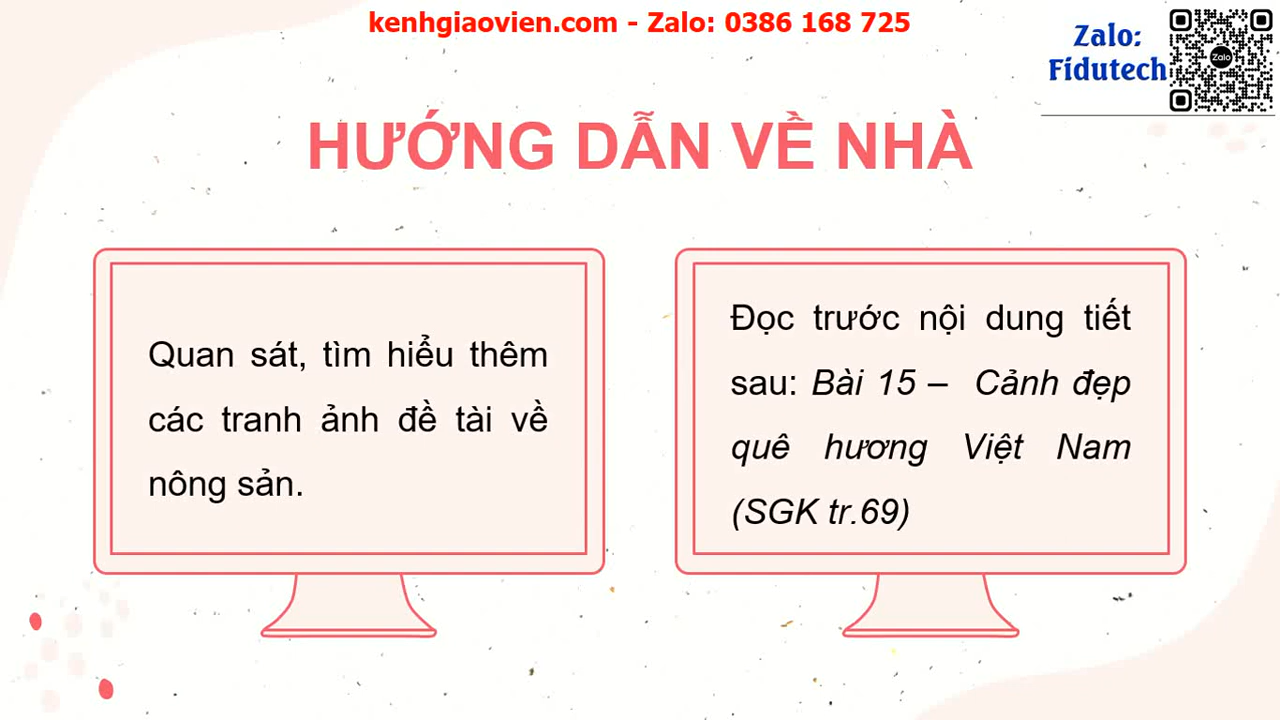 kenhgiaovien.com - Zalo: 0386 168 725
Zalo:
Fidutech
Zalo
HƯỚNG DẪN VỀ NHÀ
Quan sát, tìm hiểu thêm
các tranh ảnh đề tài về
nông sản.
Đọc trước nội dung tiết
sau: Bài 15 – Cảnh đẹp
quê hương Việt Nam
(SGK tr.69)